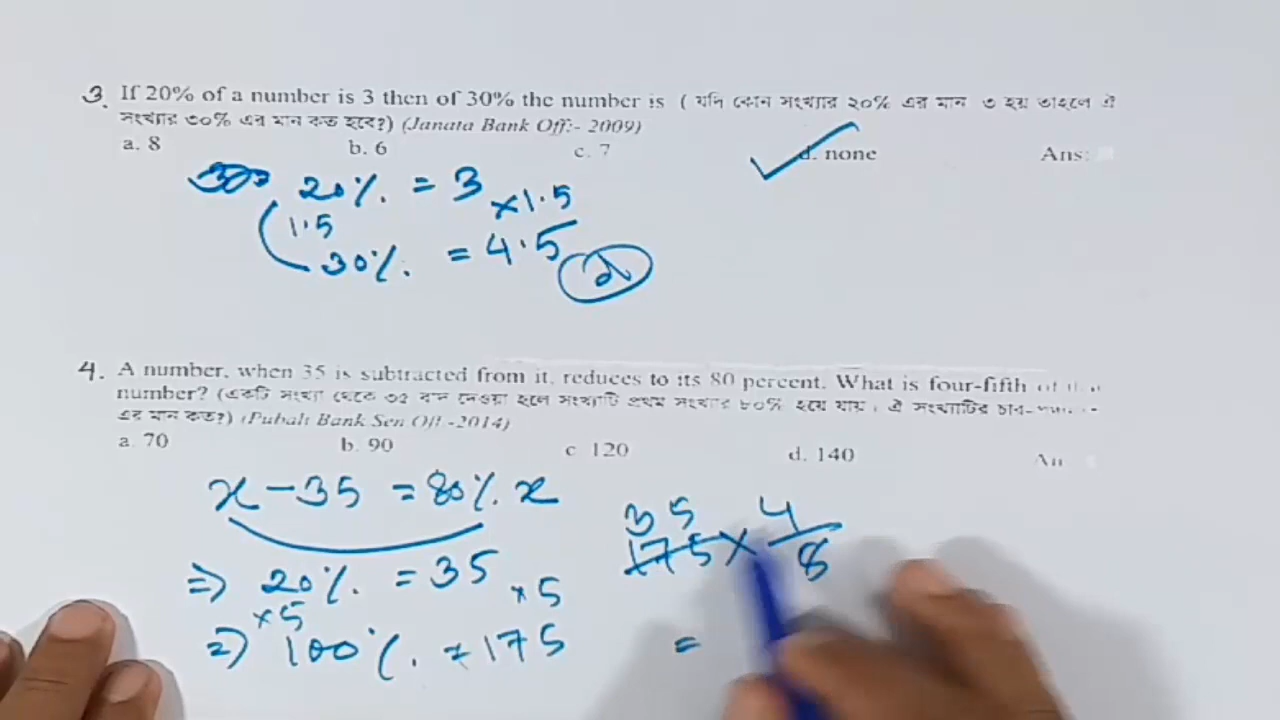 3. If 20% of a number is 3 then of 30% the number is ( যদি কোন সংখ্যার ২০% এর মান ৩ হয় তাহলে ঐ
সংখ্যার ৩০% এর মান কত হবে?) (Janata Bank Off:- 2009)
a. 8 b. 6 c. 7 d. none Ans:
20% = 3 ×1.5
1.5
30% = 4.5
4. A number, when 35 is subtracted from it, reduces to its 80 percent. What is four-fifth of
number? (একটি সংখ্যা থেকে ৩৫ বাদ দেওয়া হলে সংখ্যাটি প্রথম সংখ্যার ৮০% হয়ে যায়। ঐ সংখ্যাটির চার-
এর মান কত?) (Pubali Bank Sen Off -2014)
a. 70 b. 90 c 120 d. 140
x - 35 = 80% x
⇒ 20% = 35 ×5
×5
⇒ 100% = 175
35 4
175 ×
=